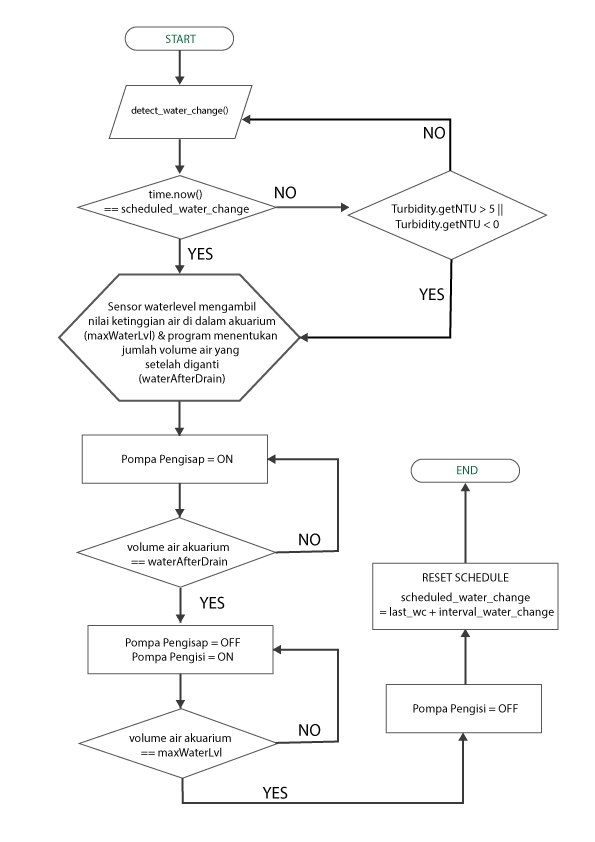 START
detect_water_change()
time.now()
== scheduled_water_change
NO
Turbidity.getNTU > 5 ||
Turbidity.getNTU < 0
NO
YES
YES
Sensor waterlevel mengambil
nilai ketinggian air di dalam akuarium
(maxWaterLvl) & program menentukan
jumlah volume air yang
setelah diganti
(waterAfterDrain)
Pompa Pengisap = ON
volume air akuarium
== waterAfterDrain
NO
YES
Pompa Pengisap = OFF
Pompa Pengisi = ON
volume air akuarium
== maxWaterLvl
NO
YES
Pompa Pengisi = OFF
RESET SCHEDULE
scheduled_water_change
= last_wc + interval_water_change
END